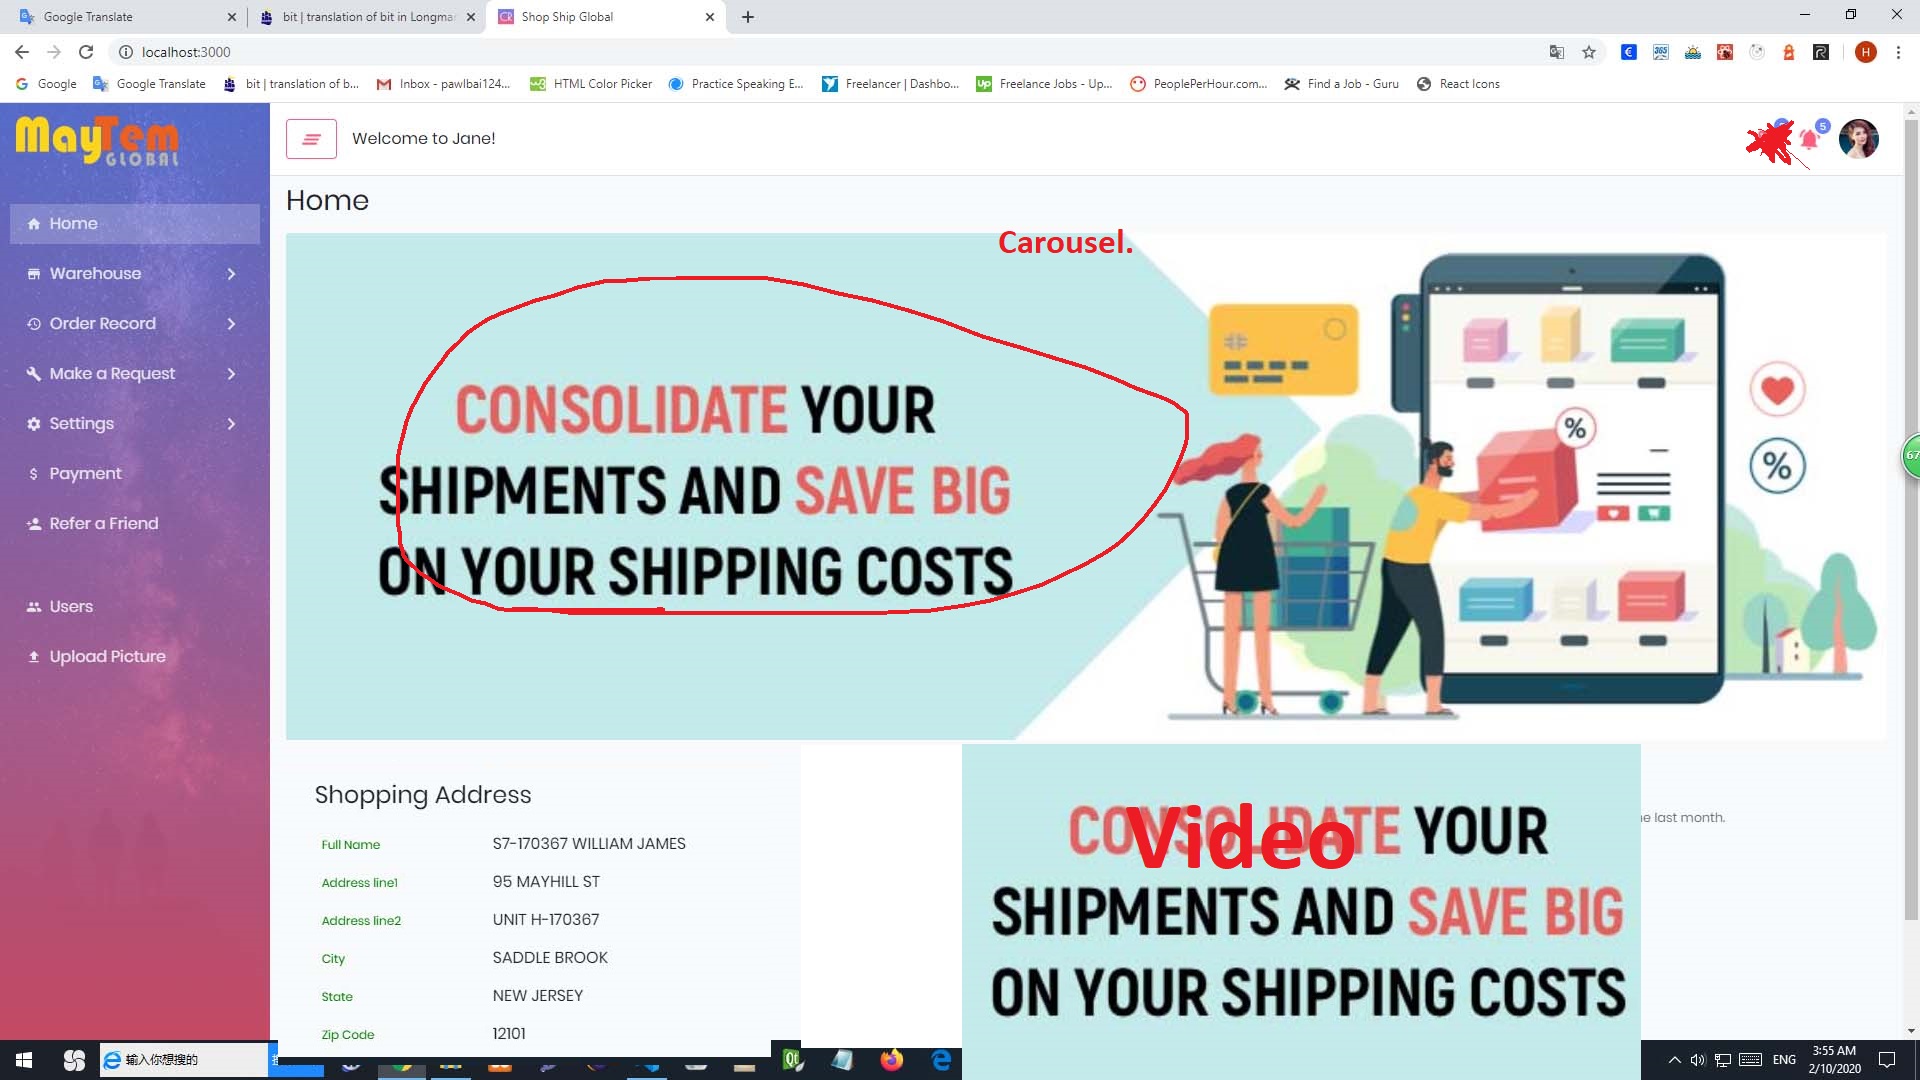 Google Translate
bit | translation of bit in Longman
Shop Ship Global
localhost:3000
Google
Google Translate
bit | translation of b...
Inbox - pawlbai124...
HTML Color Picker
Practice Speaking E...
Freelancer | Dashbo...
Freelance Jobs - Up...
PeoplePerHour.com...
Find a Job - Guru
React Icons
MayTem
GLOBAL
Welcome to Jane!
5
Home
Home
Warehouse
Order Record
Make a Request
Settings
Payment
Refer a Friend
Users
Upload Picture
Carousel.
CONSOLIDATE YOUR
SHIPMENTS AND SAVE BIG
ON YOUR SHIPPING COSTS
%
%
67
Shopping Address
Full Name S7-170367 WILLIAM JAMES
Address line1 95 MAYHILL ST
Address line2 UNIT H-170367
City SADDLE BROOK
State NEW JERSEY
Zip Code 12101
Video
CONSOLIDATE YOUR
SHIPMENTS AND SAVE BIG
ON YOUR SHIPPING COSTS
last month.
输入你想搜的
ENG
3:55 AM
2/10/2020